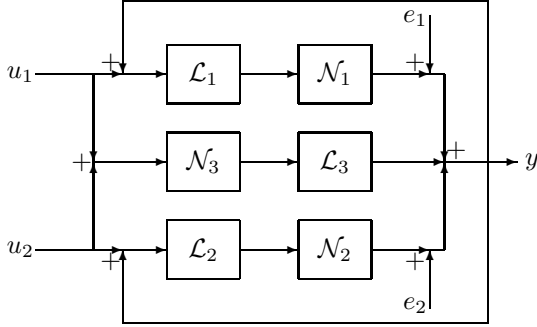 e₁
u₁ + ℒ₁ 𝒩₁ +
+ 𝒩₃ ℒ₃ + y
u₂ + ℒ₂ 𝒩₂ +
e₂